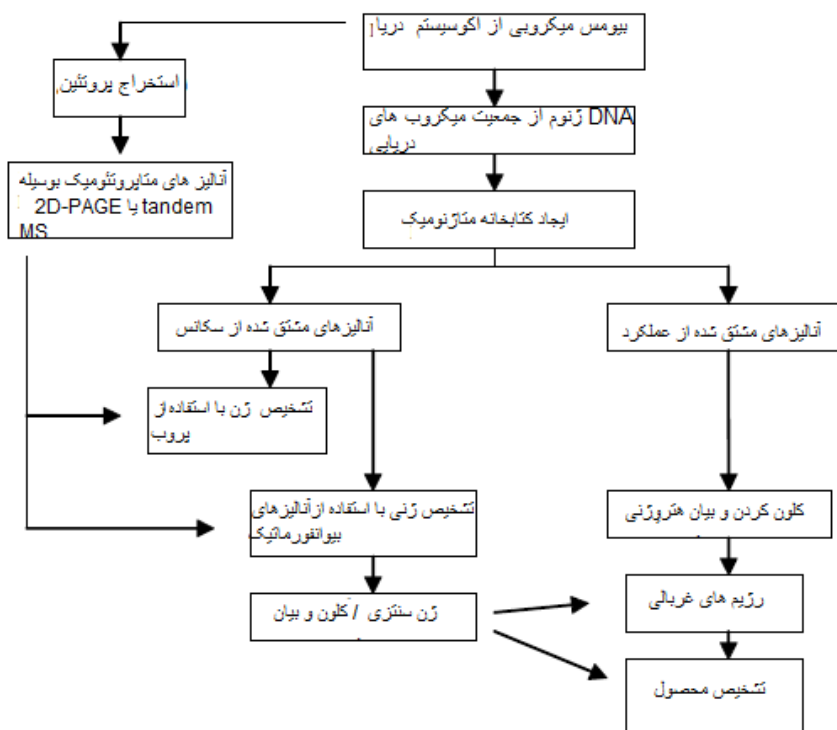 بیومس میکروبی از اکوسیستم دریا
استخراج پروتئین
DNA ژنوم از جمعیت میکروب های
دریایی
آنالیز های متاپروتئومیک بوسیله
2D-PAGE یا tandem
MS
ایجاد کتابخانه متاژنومیک
آنالیزهای مشتق شده از سکانس
آنالیزهای مشتق شده از عملکرد
تشخیص ژن با استفاده از
پروب
تشخیص ژنی با استفاده ازآنالیزهای
بیوانفورماتیک
کلون کردن و بیان هتروژنی
ژن سنتزی / کلون و بیان
رژیم های غربالی
تشخیص محصول